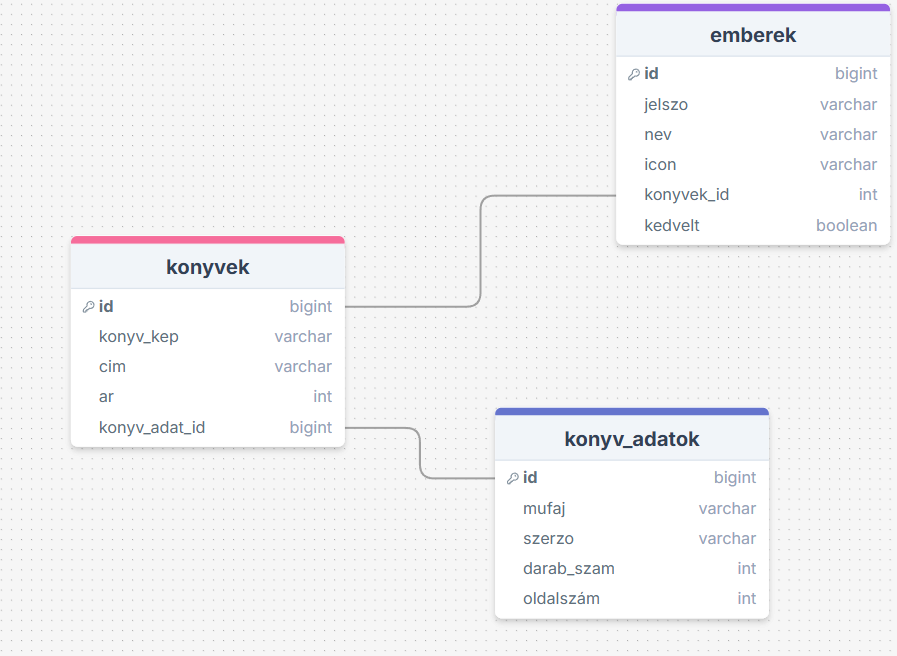 emberek
id bigint
jelszo varchar
nev varchar
icon varchar
konyvek_id int
kedvelt boolean
konyvek
id bigint
konyv_kep varchar
cim varchar
ar int
konyv_adat_id bigint
konyv_adatok
id bigint
mufaj varchar
szerzo varchar
darab_szam int
oldalszám int